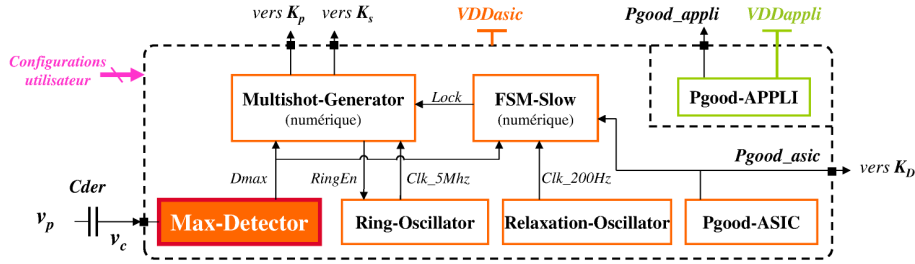 vers Kp
vers Ks
VDDasic
Pgood_appli
VDDappli
Configurations
utilisateur
Multishot-Generator
(numérique)
Lock
FSM-Slow
(numérique)
Pgood-APPLI
Pgood_asic
vers KD
Dmax
RingEn
Clk_5Mhz
Clk_200Hz
Cder
vp
vc
Max-Detector
Ring-Oscillator
Relaxation-Oscillator
Pgood-ASIC